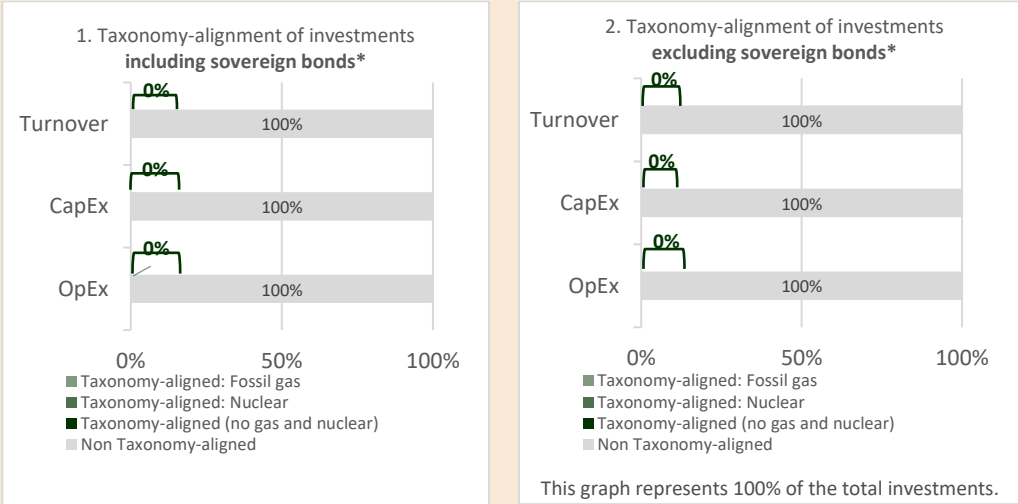 1. Taxonomy-alignment of investments
including sovereign bonds*
0%
Turnover
100%
0%
CapEx
100%
0%
OpEx
100%
0%
50%
100%
Taxonomy-aligned: Fossil gas
Taxonomy-aligned: Nuclear
Taxonomy-aligned (no gas and nuclear)
Non Taxonomy-aligned
2. Taxonomy-alignment of investments
excluding sovereign bonds*
0%
Turnover
100%
0%
CapEx
100%
0%
OpEx
100%
0%
50%
100%
Taxonomy-aligned: Fossil gas
Taxonomy-aligned: Nuclear
Taxonomy-aligned (no gas and nuclear)
Non Taxonomy-aligned
This graph represents 100% of the total investments.